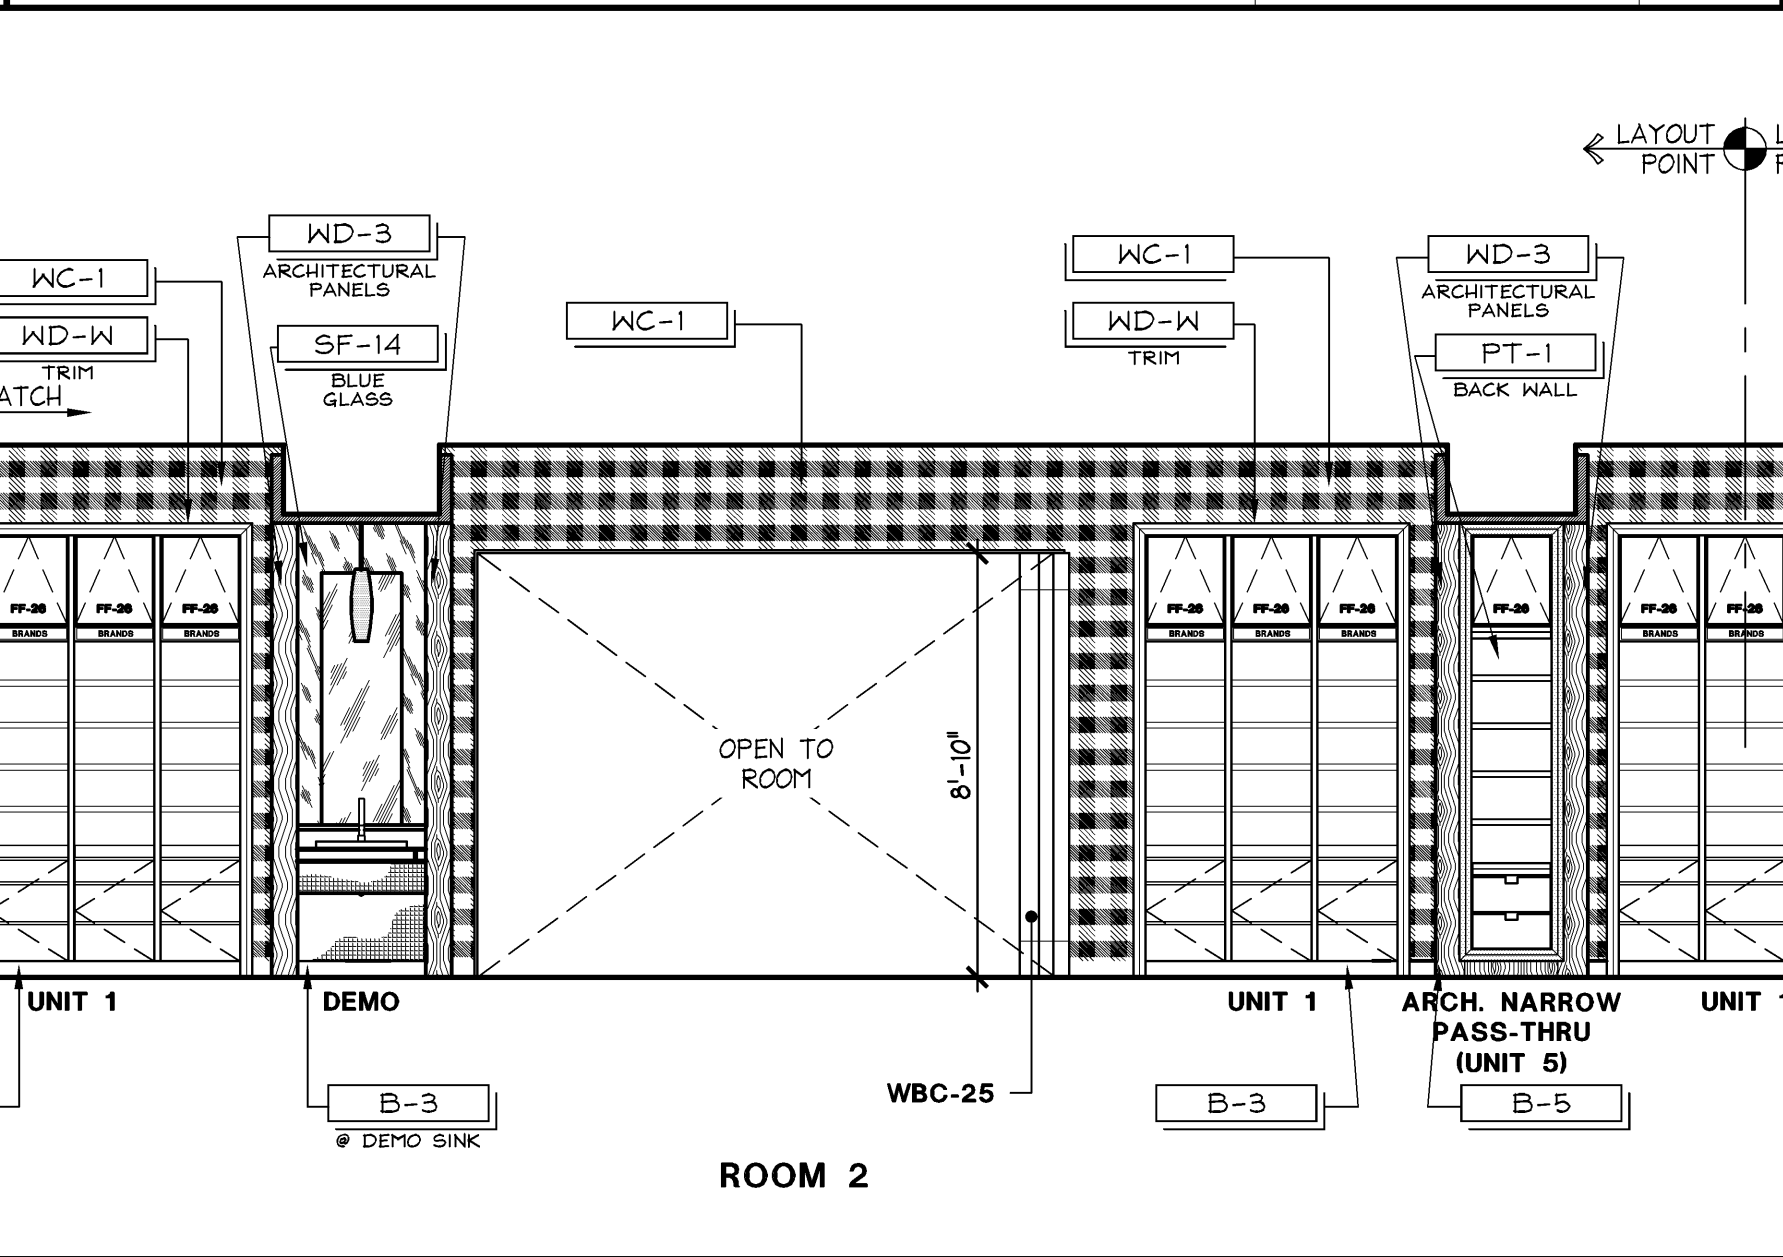 LAYOUT
POINT
WD-3
ARCHITECTURAL
PANELS
WC-1
WD-W
TRIM
ATCH
SF-14
BLUE
GLASS
WC-1
WC-1
WD-W
TRIM
WD-3
ARCHITECTURAL
PANELS
PT-1
BACK WALL
FF-26 FF-26 FF-26 FF-26 FF-26 FF-26 FF-26 FF-26 FF-26
BRANDS BRANDS BRANDS BRANDS BRANDS BRANDS BRANDS BRANDS
OPEN TO
ROOM
8'-10"
UNIT 1
DEMO
UNIT 1
ARCH. NARROW
PASS-THRU
(UNIT 5)
UNIT 1
B-3
@ DEMO SINK
WBC-25
B-3
B-5
ROOM 2